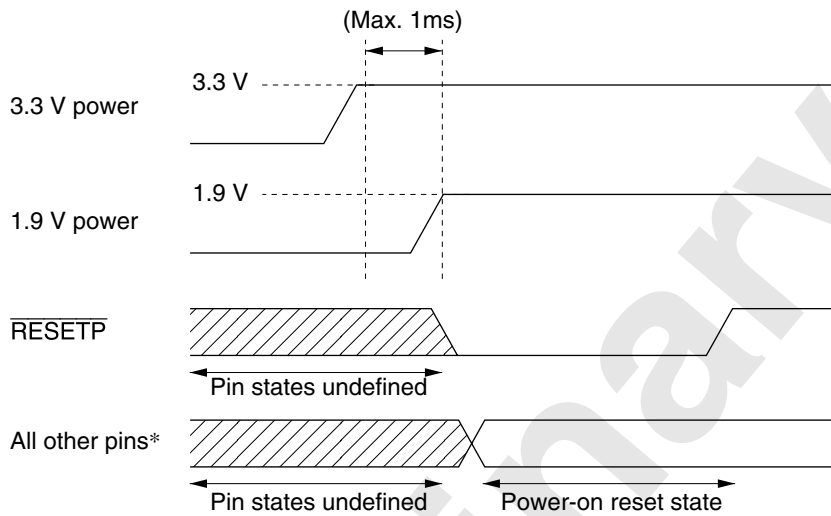 (Max. 1ms)
3.3 V
3.3 V power
1.9 V
1.9 V power
RESETP
Pin states undefined
All other pins*
Pin states undefined
Power-on reset state